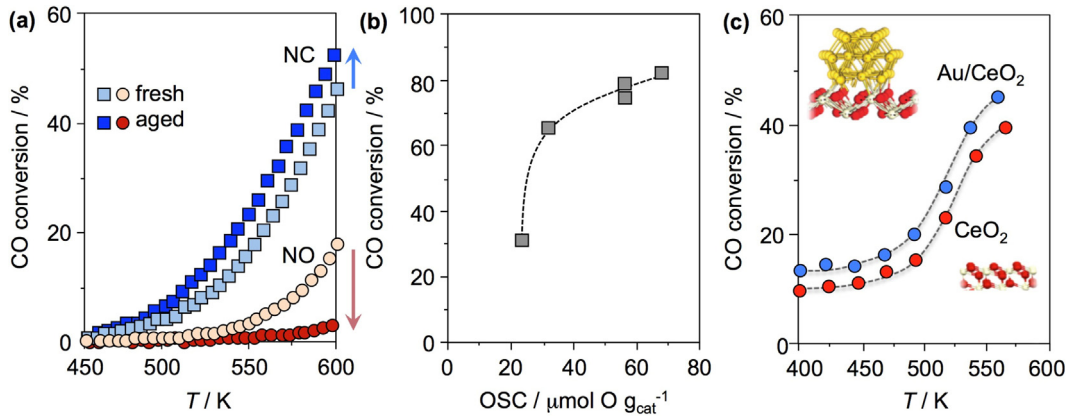 (a)
CO conversion / %
60
40
20
0
450
500
550
600
T / K
NC
NO
fresh
aged
(b)
CO conversion / %
100
80
60
40
20
0
0
20
40
60
80
OSC / μmol O gcat-1
(c)
CO conversion / %
60
40
20
0
400
450
500
550
600
T / K
Au/CeO2
CeO2